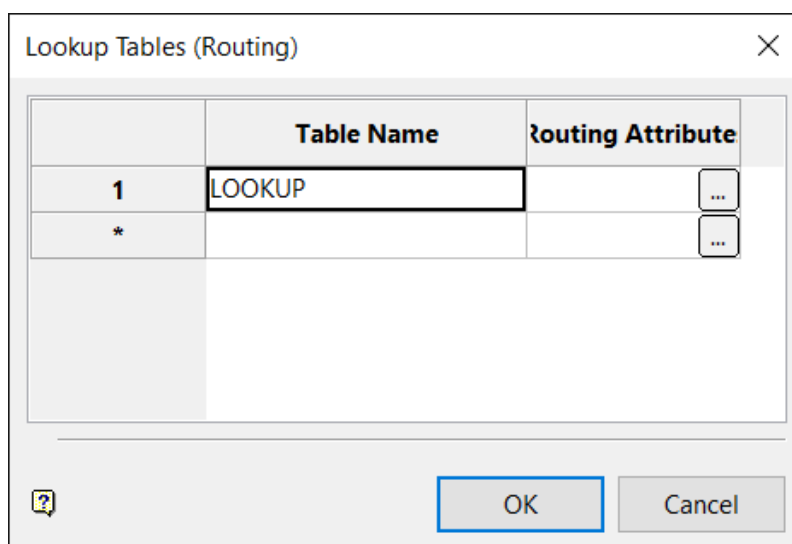 Lookup Tables (Routing)
Table Name Routing Attribute
1 LOOKUP ...
* ...
?
OK Cancel